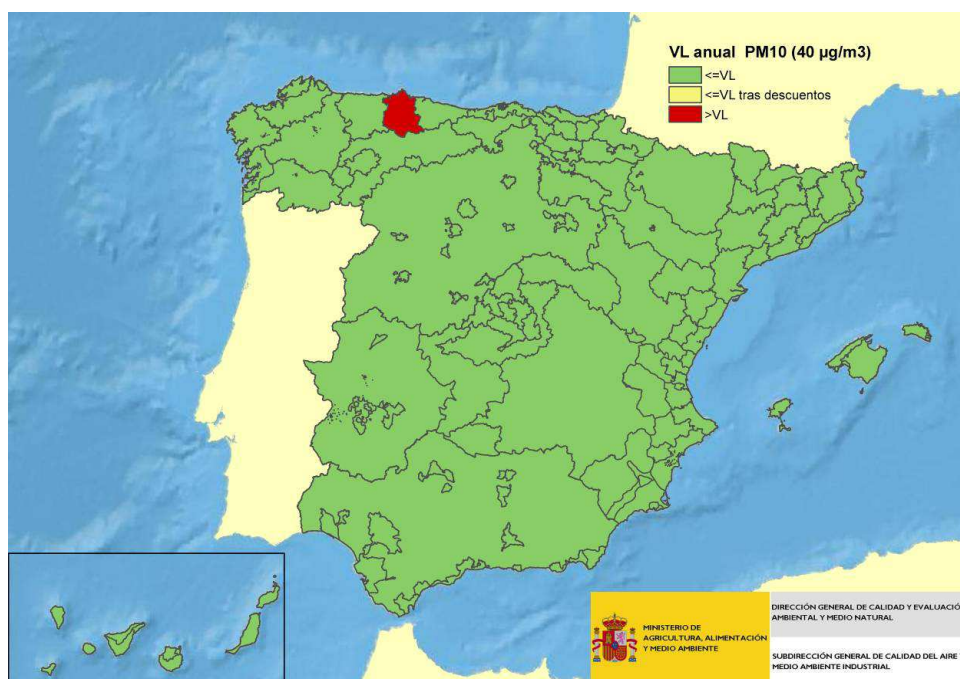 VL anual PM10 (40 µg/m3)
<=VL
<=VL tras descuentos
>VL
MINISTERIO DE
AGRICULTURA, ALIMENTACIÓN
Y MEDIO AMBIENTE
DIRECCIÓN GENERAL DE CALIDAD Y EVALUACIÓ
AMBIENTAL Y MEDIO NATURAL
SUBDIRECCIÓN GENERAL DE CALIDAD DEL AIRE
MEDIO AMBIENTE INDUSTRIAL